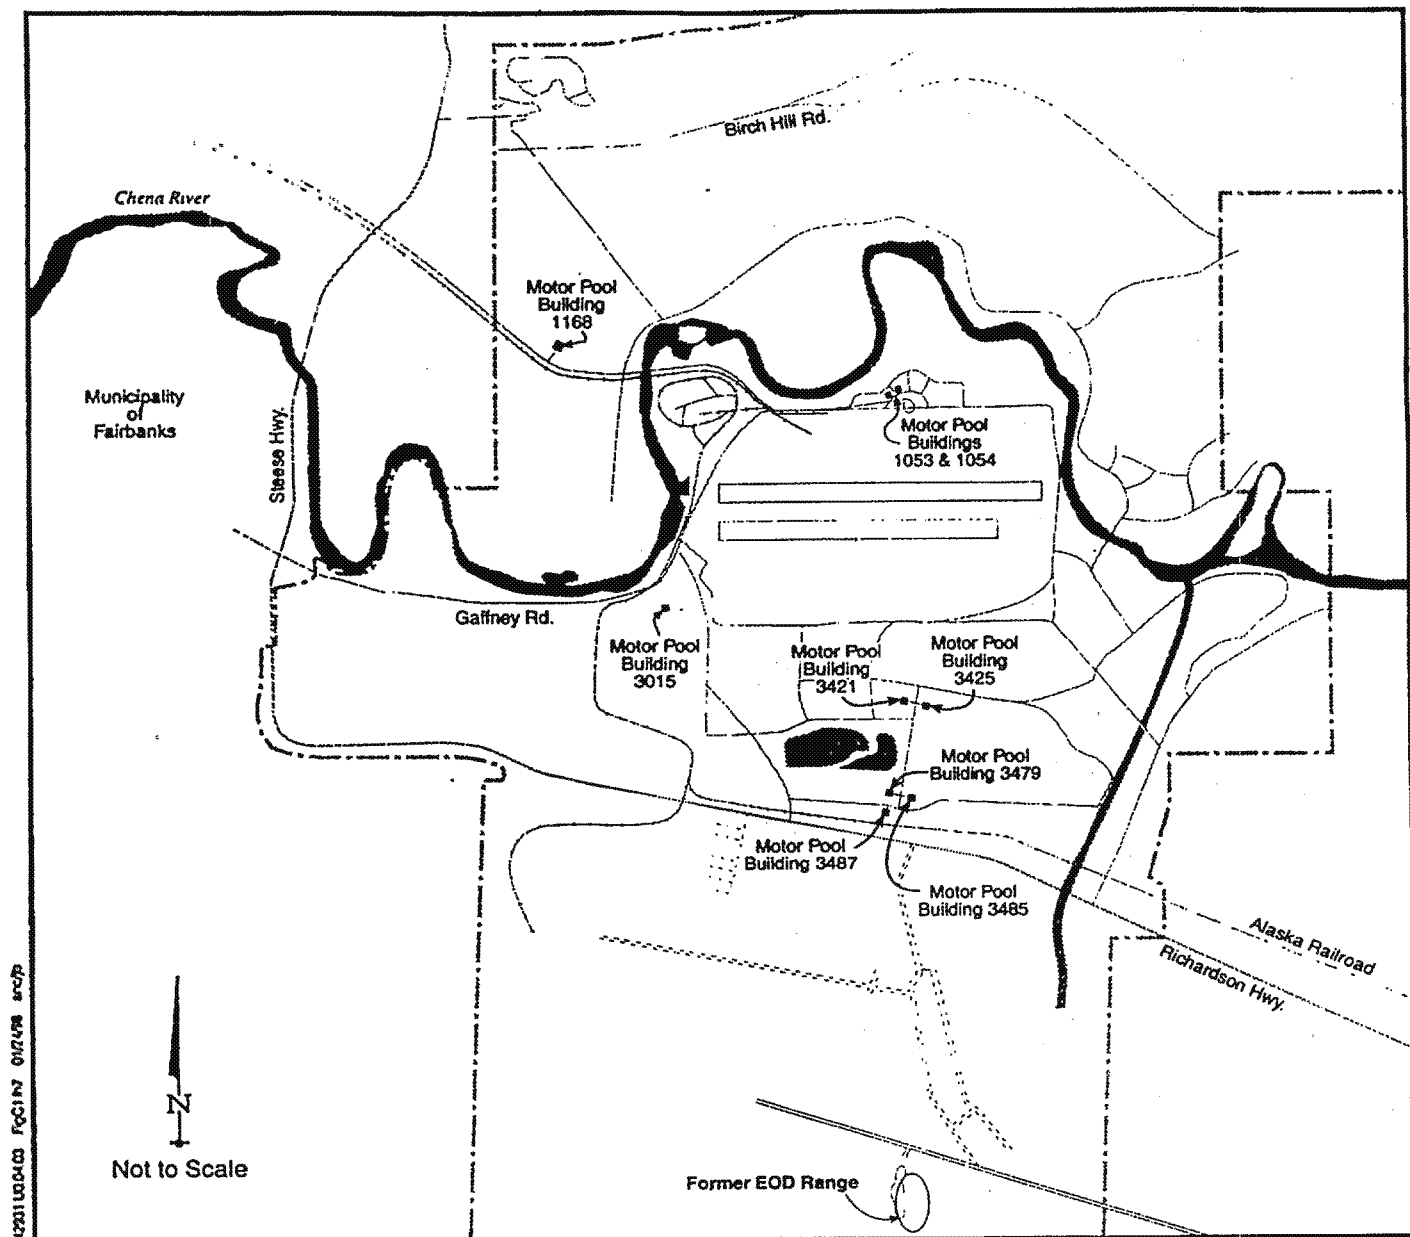 Birch Hill Rd.
Chena River
Motor Pool
Building
1168
Municipality
of
Fairbanks
Steese Hwy.
Motor Pool
Buildings
1053 & 1054
Gaffney Rd.
Motor Pool
Building
3015
Motor Pool
Building
3421
Motor Pool
Building
3425
Motor Pool
Building 3479
Motor Pool
Building 3487
Motor Pool
Building 3485
Alaska Railroad
Richardson Hwy.
N
Not to Scale
Former EOD Range